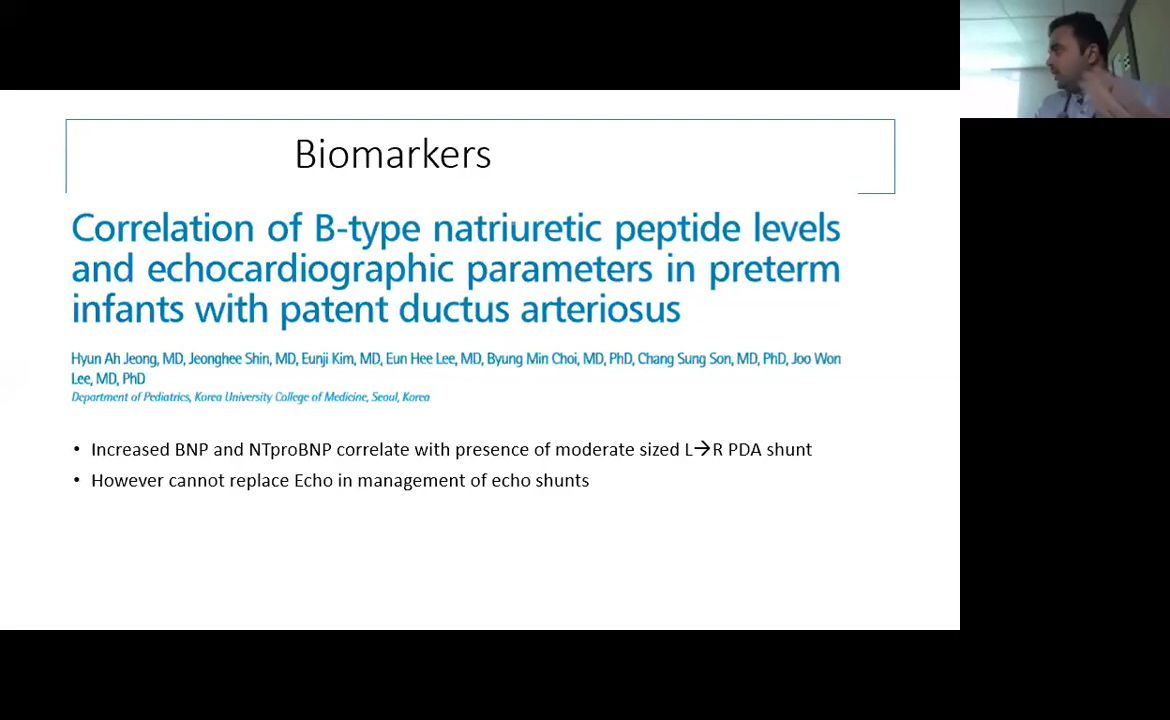 Biomarkers
Correlation of B-type natriuretic peptide levels
and echocardiographic parameters in preterm
infants with patent ductus arteriosus
Hyun Ah Jeong, MD, Jeonghee Shin, MD, Eunji Kim, MD, Eun Hee Lee, MD, Byung Min Choi, MD, PhD, Chang Sung Son, MD, PhD, Joo Won
Lee, MD, PhD
Department of Pediatrics, Korea University College of Medicine, Seoul, Korea
• Increased BNP and NTproBNP correlate with presence of moderate sized L→R PDA shunt
• However cannot replace Echo in management of echo shunts